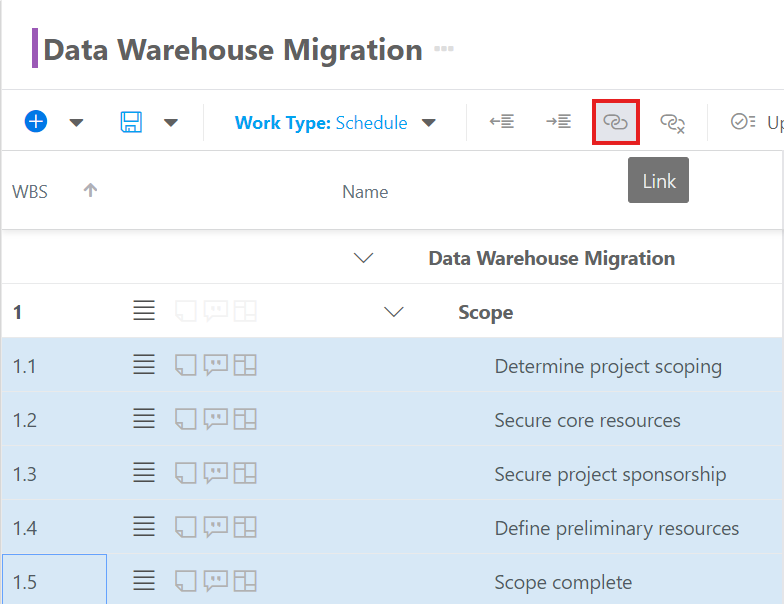 Data Warehouse Migration
Work Type: Schedule
Up
Link
WBS Name
Data Warehouse Migration
1 Scope
1.1 Determine project scoping
1.2 Secure core resources
1.3 Secure project sponsorship
1.4 Define preliminary resources
1.5 Scope complete